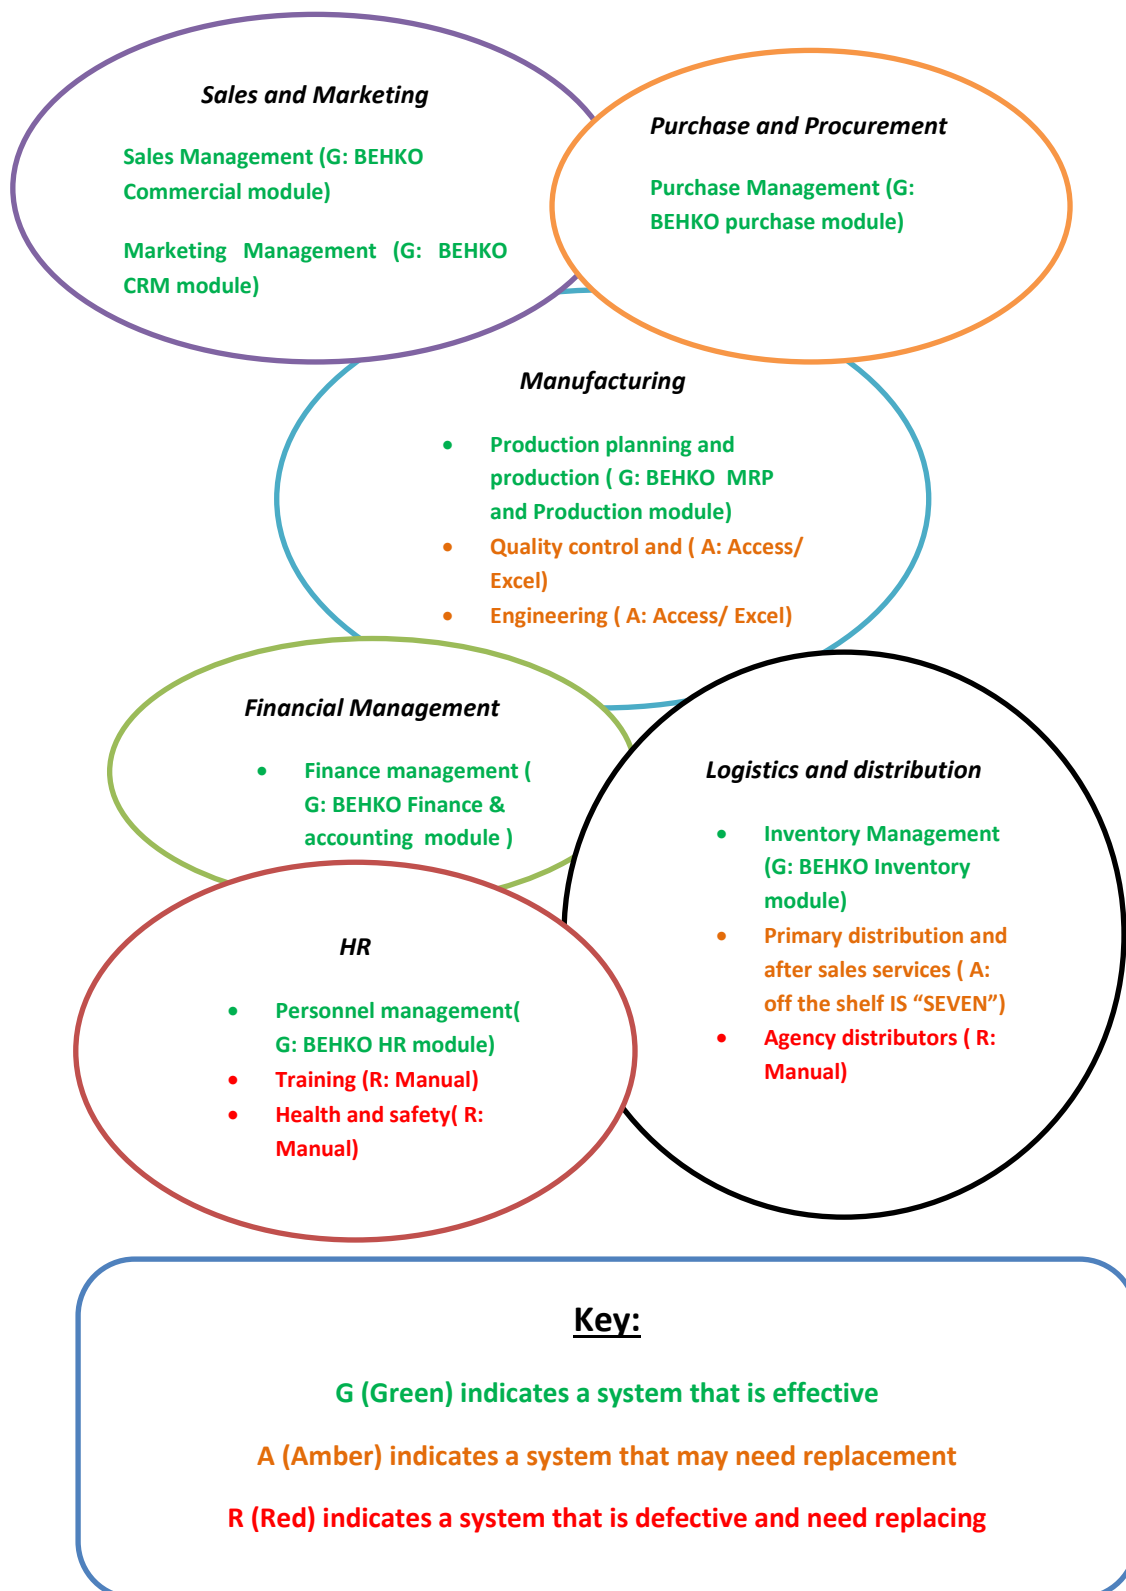 Sales and Marketing
Sales Management (G: BEHKO
Commercial module)
Marketing Management (G: BEHKO
CRM module)
Purchase and Procurement
Purchase Management (G:
BEHKO purchase module)
Manufacturing
• Production planning and
production ( G: BEHKO MRP
and Production module)
• Quality control and ( A: Access/
Excel)
• Engineering ( A: Access/ Excel)
Financial Management
• Finance management (
G: BEHKO Finance &
accounting module )
Logistics and distribution
• Inventory Management
(G: BEHKO Inventory
module)
• Primary distribution and
after sales services ( A:
off the shelf IS “SEVEN”)
• Agency distributors ( R:
Manual)
HR
• Personnel management(
G: BEHKO HR module)
• Training (R: Manual)
• Health and safety( R:
Manual)
Key:
G (Green) indicates a system that is effective
A (Amber) indicates a system that may need replacement
R (Red) indicates a system that is defective and need replacing